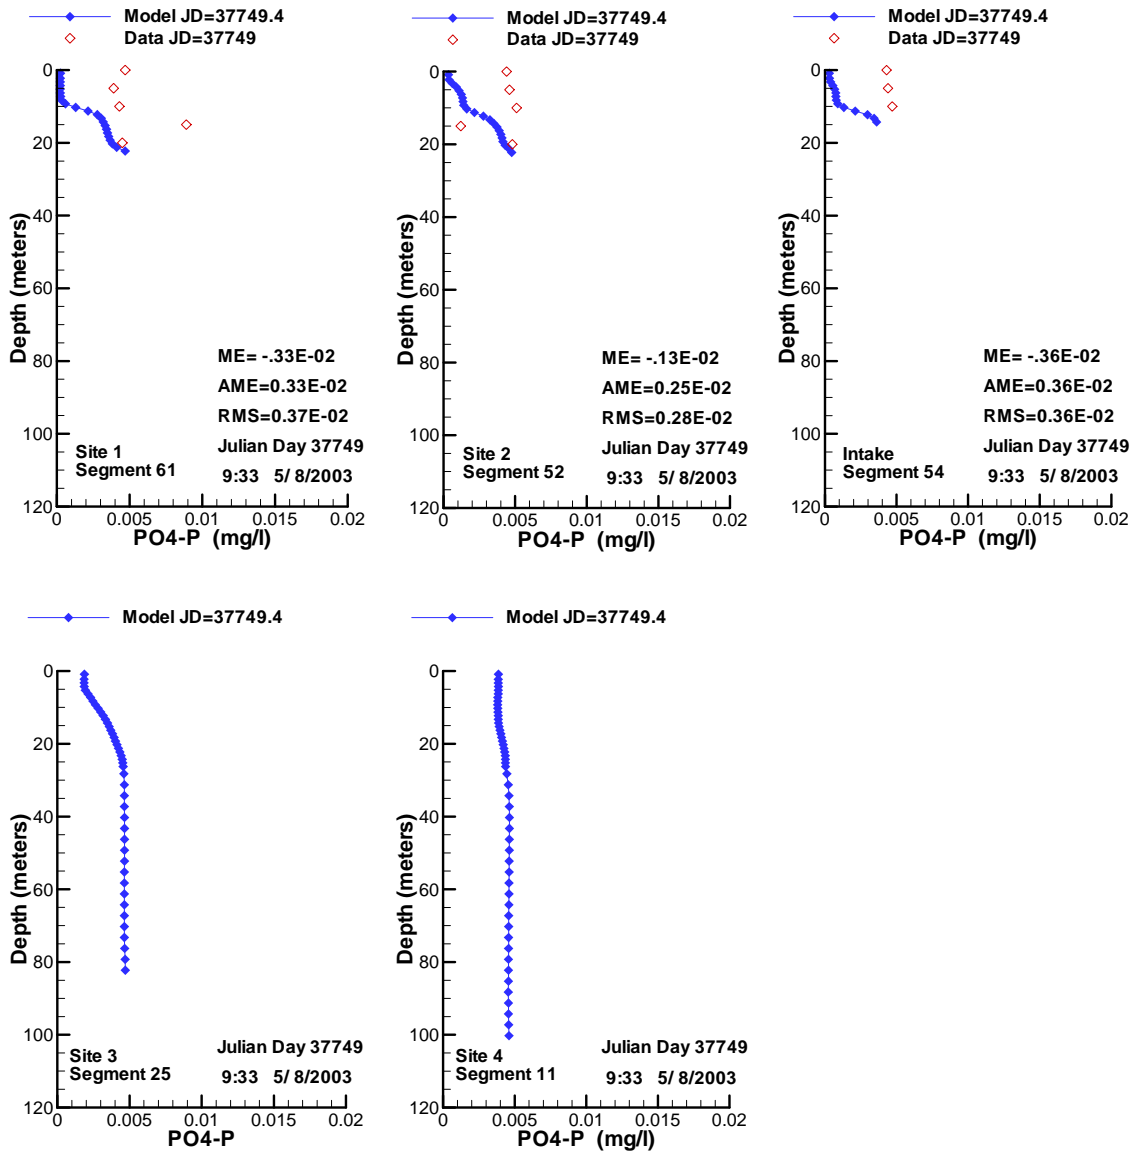 Model JD=37749.4
Data JD=37749
0
20
40
60
80
100
120
Depth (meters)
0 0.005 0.01 0.015 0.02
PO4-P (mg/l)
ME= -.33E-02
AME=0.33E-02
RMS=0.37E-02
Julian Day 37749
9:33 5/ 8/2003
Site 1
Segment 61
Model JD=37749.4
Data JD=37749
0
20
40
60
80
100
120
Depth (meters)
0 0.005 0.01 0.015 0.02
PO4-P (mg/l)
ME= -.13E-02
AME=0.25E-02
RMS=0.28E-02
Julian Day 37749
9:33 5/ 8/2003
Site 2
Segment 52
Model JD=37749.4
Data JD=37749
0
20
40
60
80
100
120
Depth (meters)
0 0.005 0.01 0.015 0.02
PO4-P (mg/l)
ME= -.36E-02
AME=0.36E-02
RMS=0.36E-02
Julian Day 37749
9:33 5/ 8/2003
Intake
Segment 54
Model JD=37749.4
0
20
40
60
80
100
120
Depth (meters)
0 0.005 0.01 0.015 0.02
PO4-P
Julian Day 37749
9:33 5/ 8/2003
Site 3
Segment 25
Model JD=37749.4
0
20
40
60
80
100
120
Depth (meters)
0 0.005 0.01 0.015 0.02
PO4-P (mg/l)
Julian Day 37749
9:33 5/ 8/2003
Site 4
Segment 11